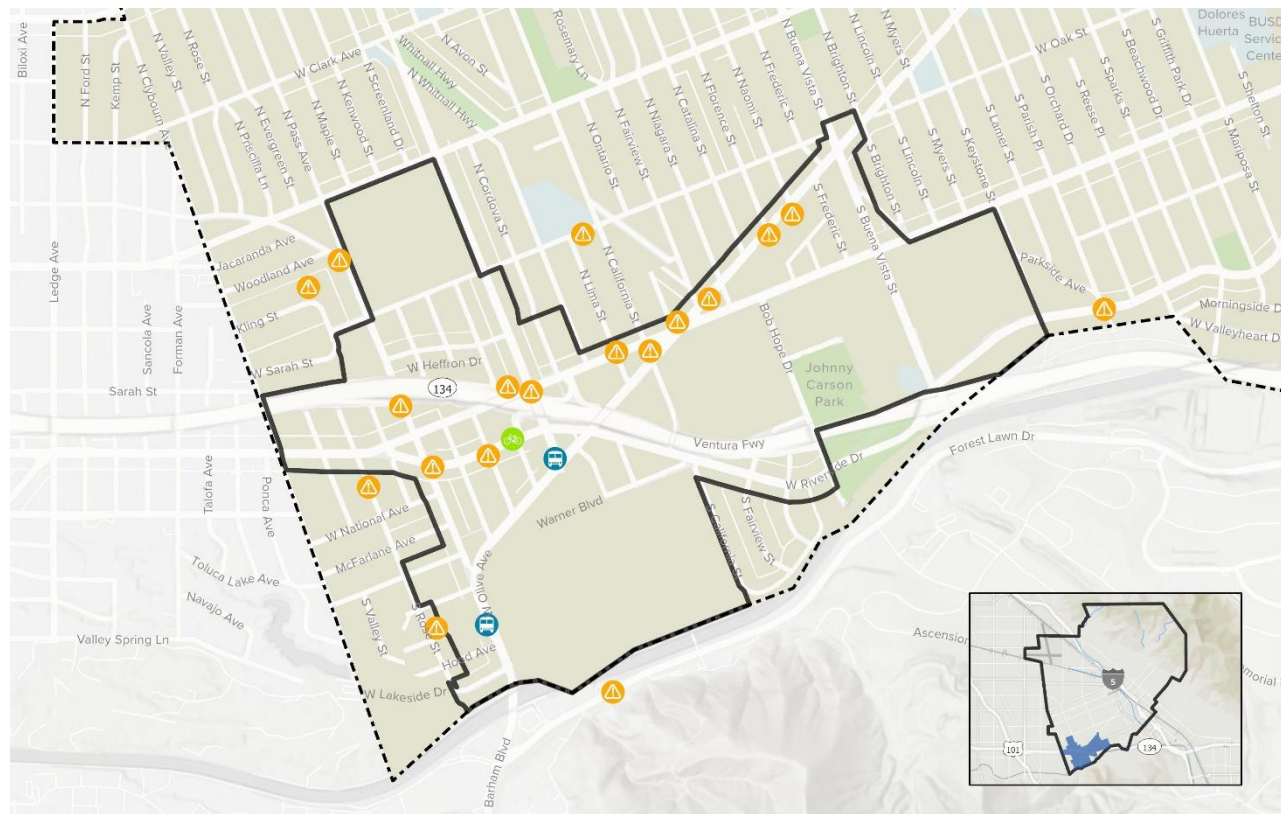 Biloxi Ave
N Ford St
Kemp St
N Clybourn Ave
N Valley St
N Rose St
W Clark Ave
N Screenland Dr
N Kenwood St
N Maple St
N Pass Ave
N Evergreen St
N Priscilla Ln
Whitnall Hwy
N Whitnall Hwy
N Avon St
Rosemary Ln
N Cordova St
N Ontario St
N Fairview St
N Niagara St
N Catalina St
N Florence St
N Naomi St
N Frederic St
N Buena Vista St
N Brighton St
N Lincoln St
N Myers St
W Oak St
Dolores
Huerta
BUSD
Servic
Cente
S Griffith Park Dr
S Beachwood Dr
S Sparks St
S Reese Pl
S Orchard Dr
S Parish Pl
S Lamer St
S Keystone St
S Myers St
S Lincoln St
S Brighton St
S Shelton St
S Mariposa St
S Frederic St
S Buena Vista St
Jacaranda Ave
Woodland Ave
Kling St
W Sarah St
Sarah St
Ledge Ave
Sancola Ave
Forman Ave
N Lima St
N California St
W Heffron Dr
134
Bob Hope Dr
Johnny
Carson
Park
Parkside Ave
Morningside D
W Valleyheart D
Ventura Fwy
W Riverside Dr
Forest Lawn Dr
Talofa Ave
Ponca Ave
Warner Blvd
W National Ave
McFarlane Ave
S California St
S Fairview St
Toluca Lake Ave
Navajo Ave
Valley Spring Ln
S Valley St
S Rose St
N Olive Ave
Hood Ave
W Lakeside Dr
Barham Blvd
Ascension
morial
5
101
134